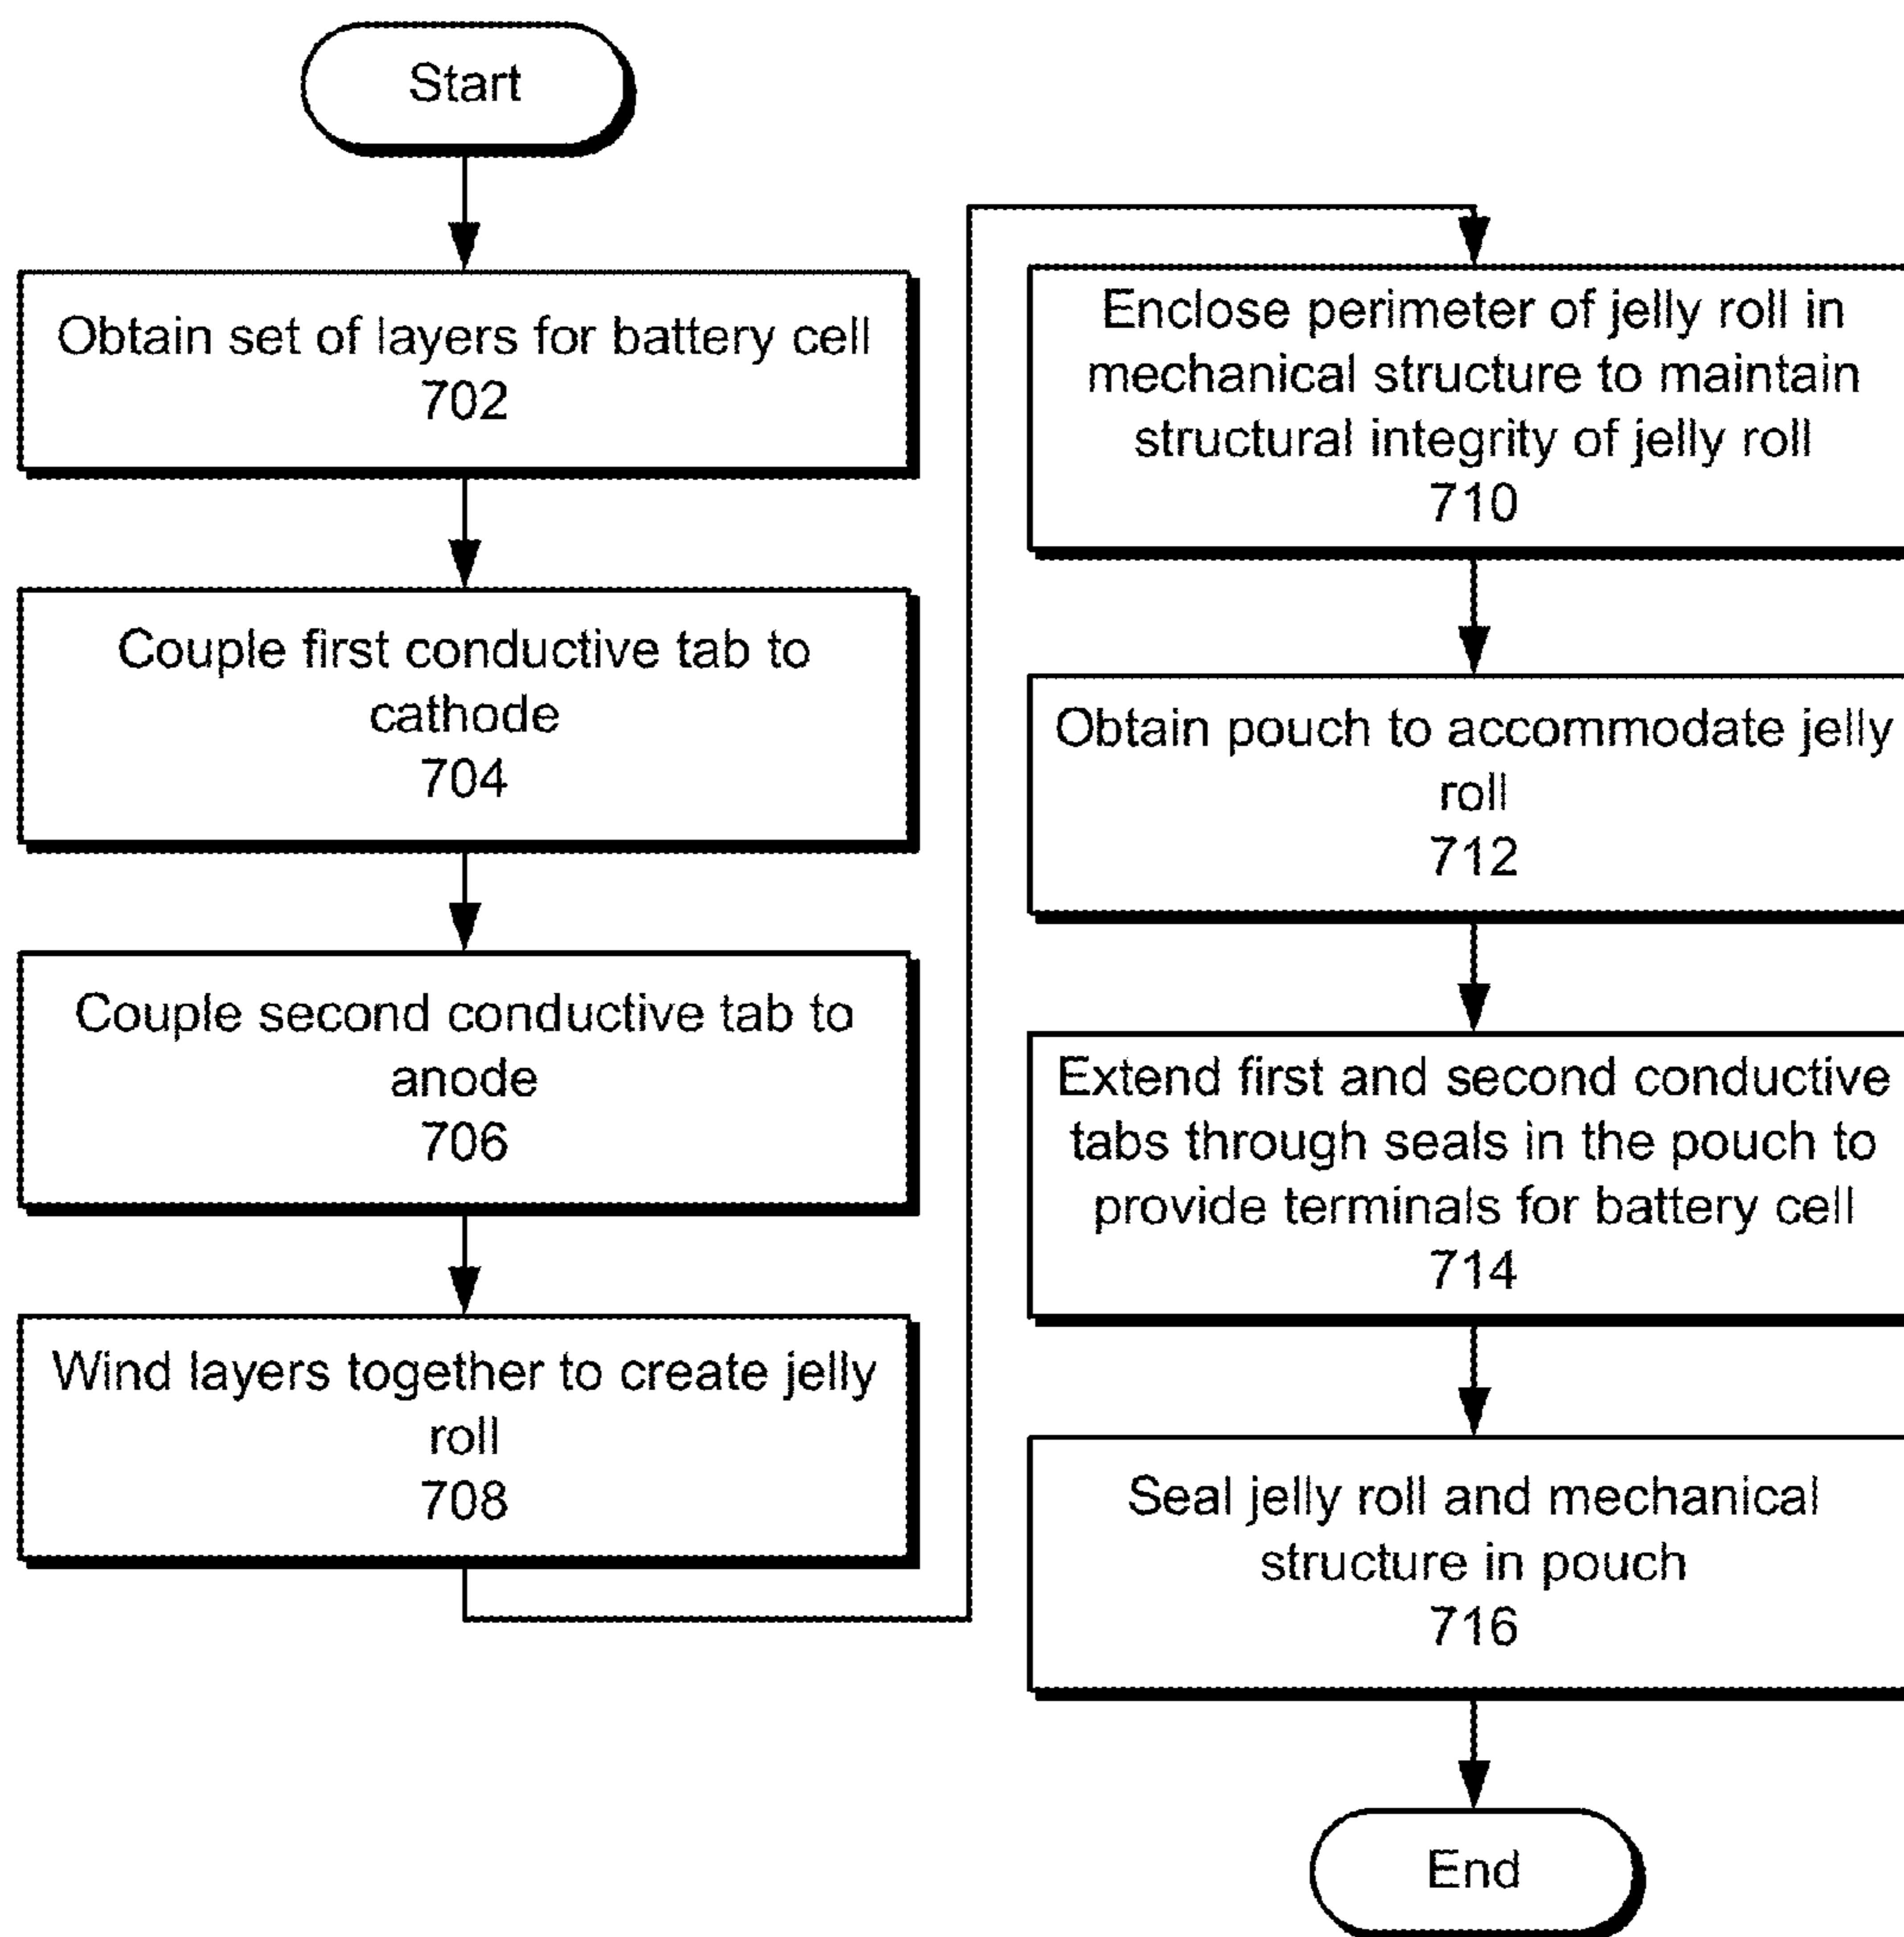 Start
Obtain set of layers for battery cell
702
Couple first conductive tab to
cathode
704
Couple second conductive tab to
anode
706
Wind layers together to create jelly
roll
708
Enclose perimeter of jelly roll in
mechanical structure to maintain
structural integrity of jelly roll
710
Obtain pouch to accommodate jelly
roll
712
Extend first and second conductive
tabs through seals in the pouch to
provide terminals for battery cell
714
Seal jelly roll and mechanical
structure in pouch
716
End